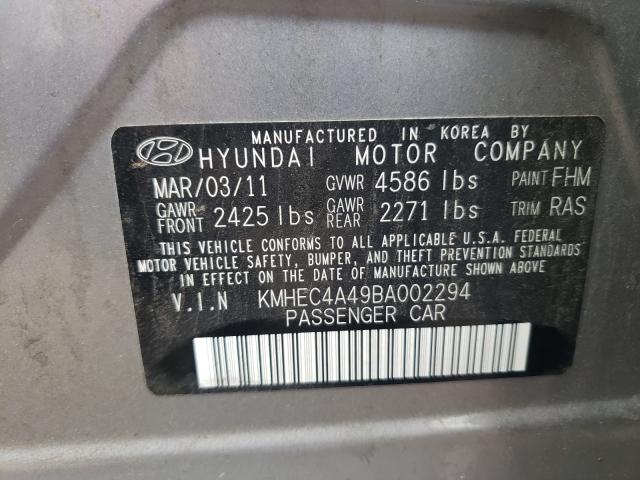 MANUFACTURED IN KOREA BY
HYUNDAI MOTOR COMPANY
MAR/03/11 GVWR 4586 lbs PAINT FHM
GAWR FRONT 2425 lbs GAWR REAR 2271 lbs TRIM RAS
THIS VEHICLE CONFORMS TO ALL APPLICABLE U.S.A. FEDERAL
MOTOR VEHICLE SAFETY, BUMPER, AND THEFT PREVENTION STANDARDS
IN EFFECT ON THE DATE OF MANUFACTURE SHOWN ABOVE.
V.I.N KMHEC4A49BA002294
PASSENGER CAR